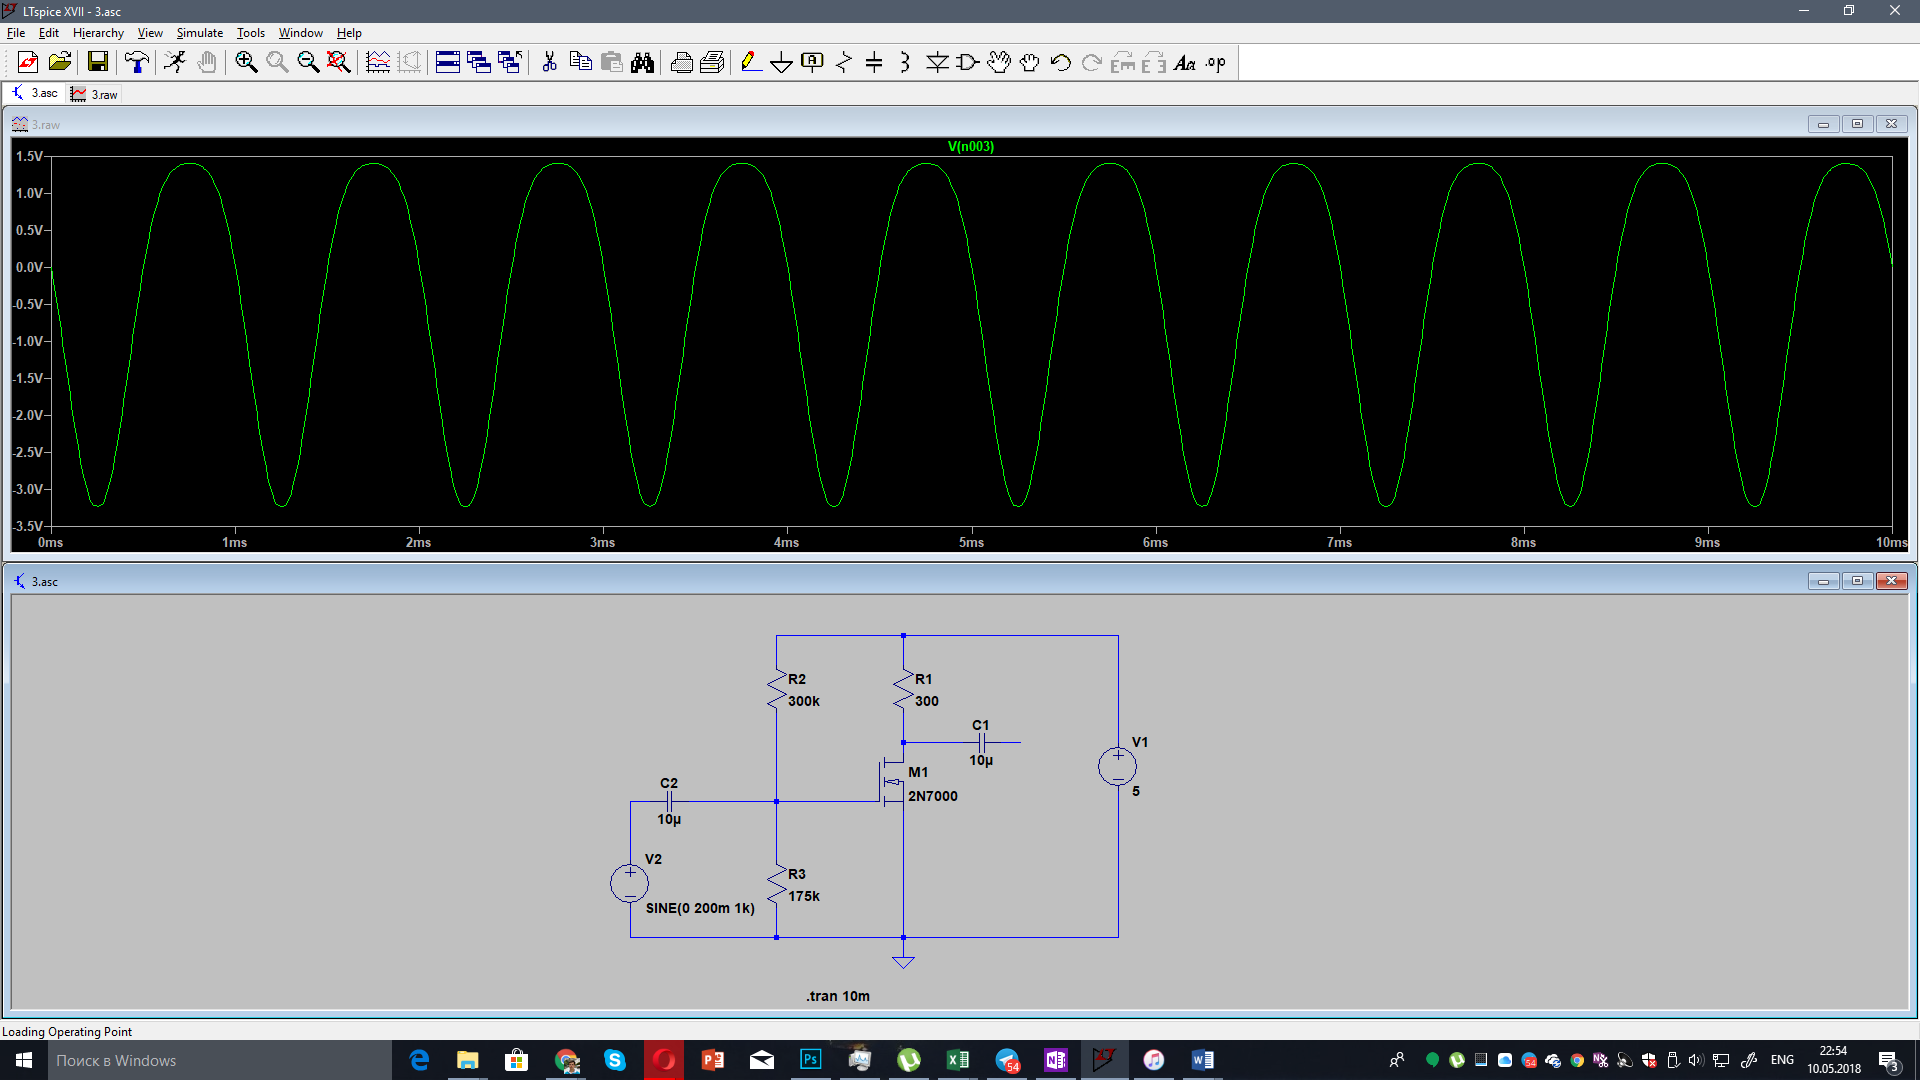 LTspice XVII - 3.asc
File Edit Hierarchy View Simulate Tools Window Help
.op
3.asc 3.raw
3.raw
V(n003)
1.5V
1.0V
0.5V
0.0V
-0.5V
-1.0V
-1.5V
-2.0V
-2.5V
-3.0V
-3.5V
0ms 1ms 2ms 3ms 4ms 5ms 6ms 7ms 8ms 9ms 10ms
3.asc
R2
300k
R1
300
C1
10µ
V1
5
M1
2N7000
C2
10µ
V2
SINE(0 200m 1k)
R3
175k
.tran 10m
Loading Operating Point
Поиск в Windows
54
ENG
22:54
10.05.2018
3